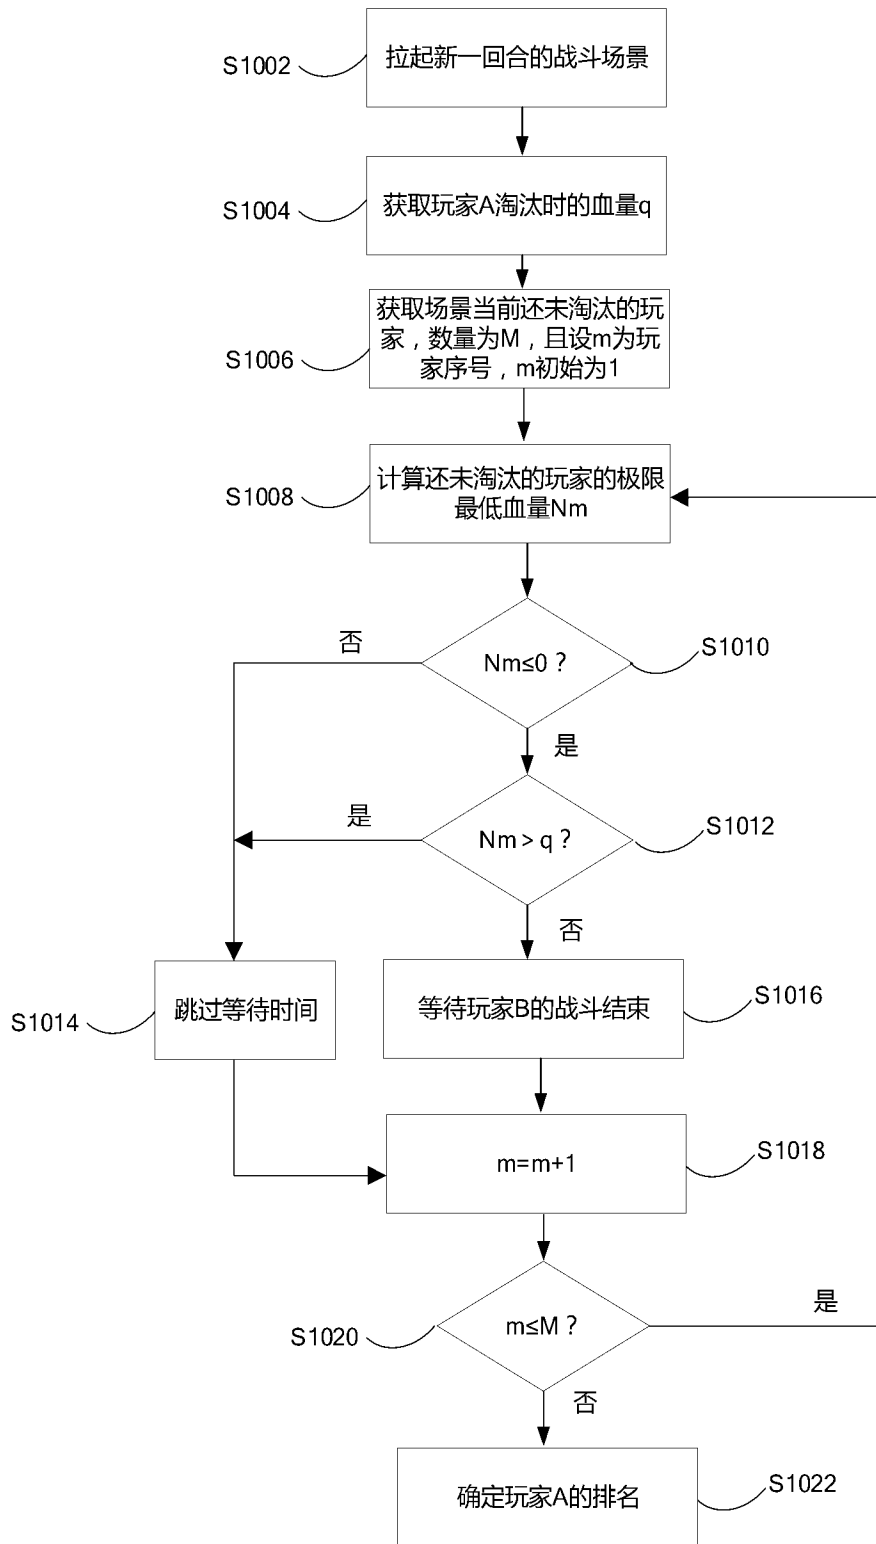 拉起新一回合的战斗场景
S1002
获取玩家A淘汰时的血量q
S1004
获取场景当前还未淘汰的玩
家，数量为M，且设m为玩
家序号，m初始为1
S1006
计算还未淘汰的玩家的极限
最低血量Nm
S1008
否
Nm≤0？
S1010
是
是
Nm＞q？
S1012
否
跳过等待时间
S1014
等待玩家B的战斗结束
S1016
m=m+1
S1018
m≤M？
S1020
是
否
确定玩家A的排名
S1022